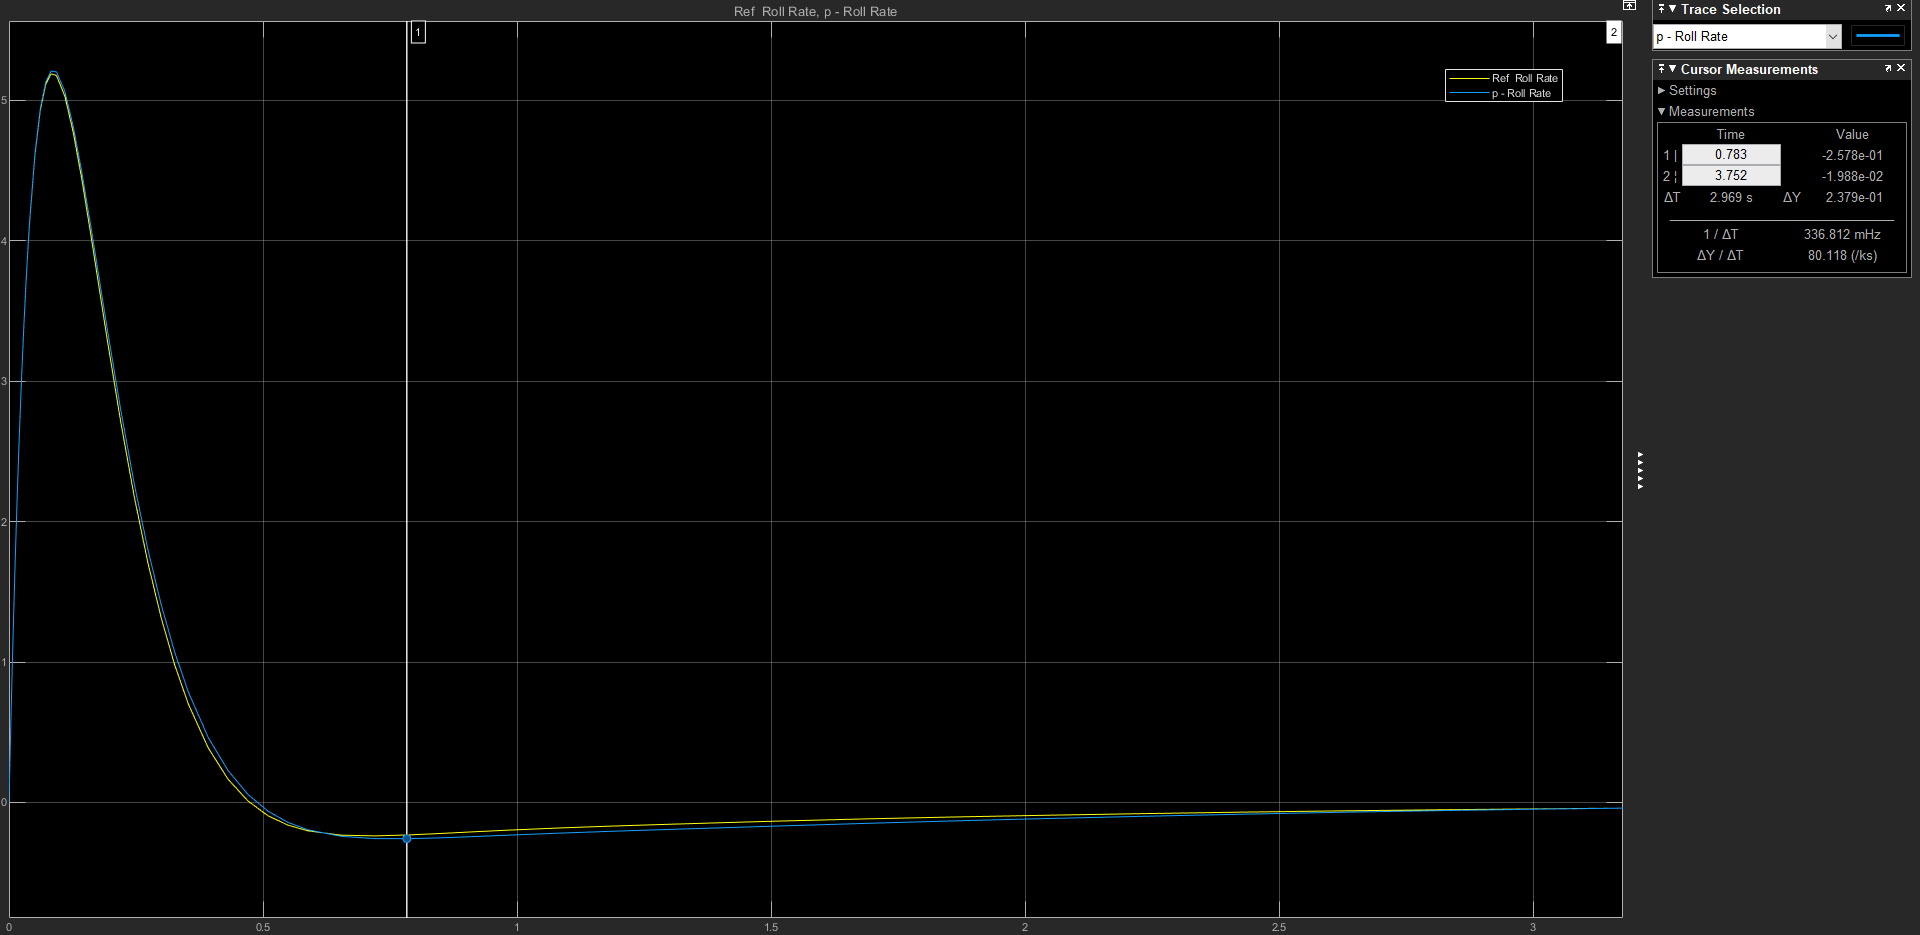 Ref  Roll Rate, p - Roll Rate
1
2
Ref  Roll Rate
p - Roll Rate
5
4
3
2
1
0
0
0.5
1
1.5
2
2.5
3
Trace Selection
p - Roll Rate
Cursor Measurements
Settings
Measurements
Time Value
1 | 0.783 -2.578e-01
2 ¦ 3.752 -1.988e-02
ΔT 2.969 s ΔY 2.379e-01
1 / ΔT 336.812 mHz
ΔY / ΔT 80.118 (/ks)